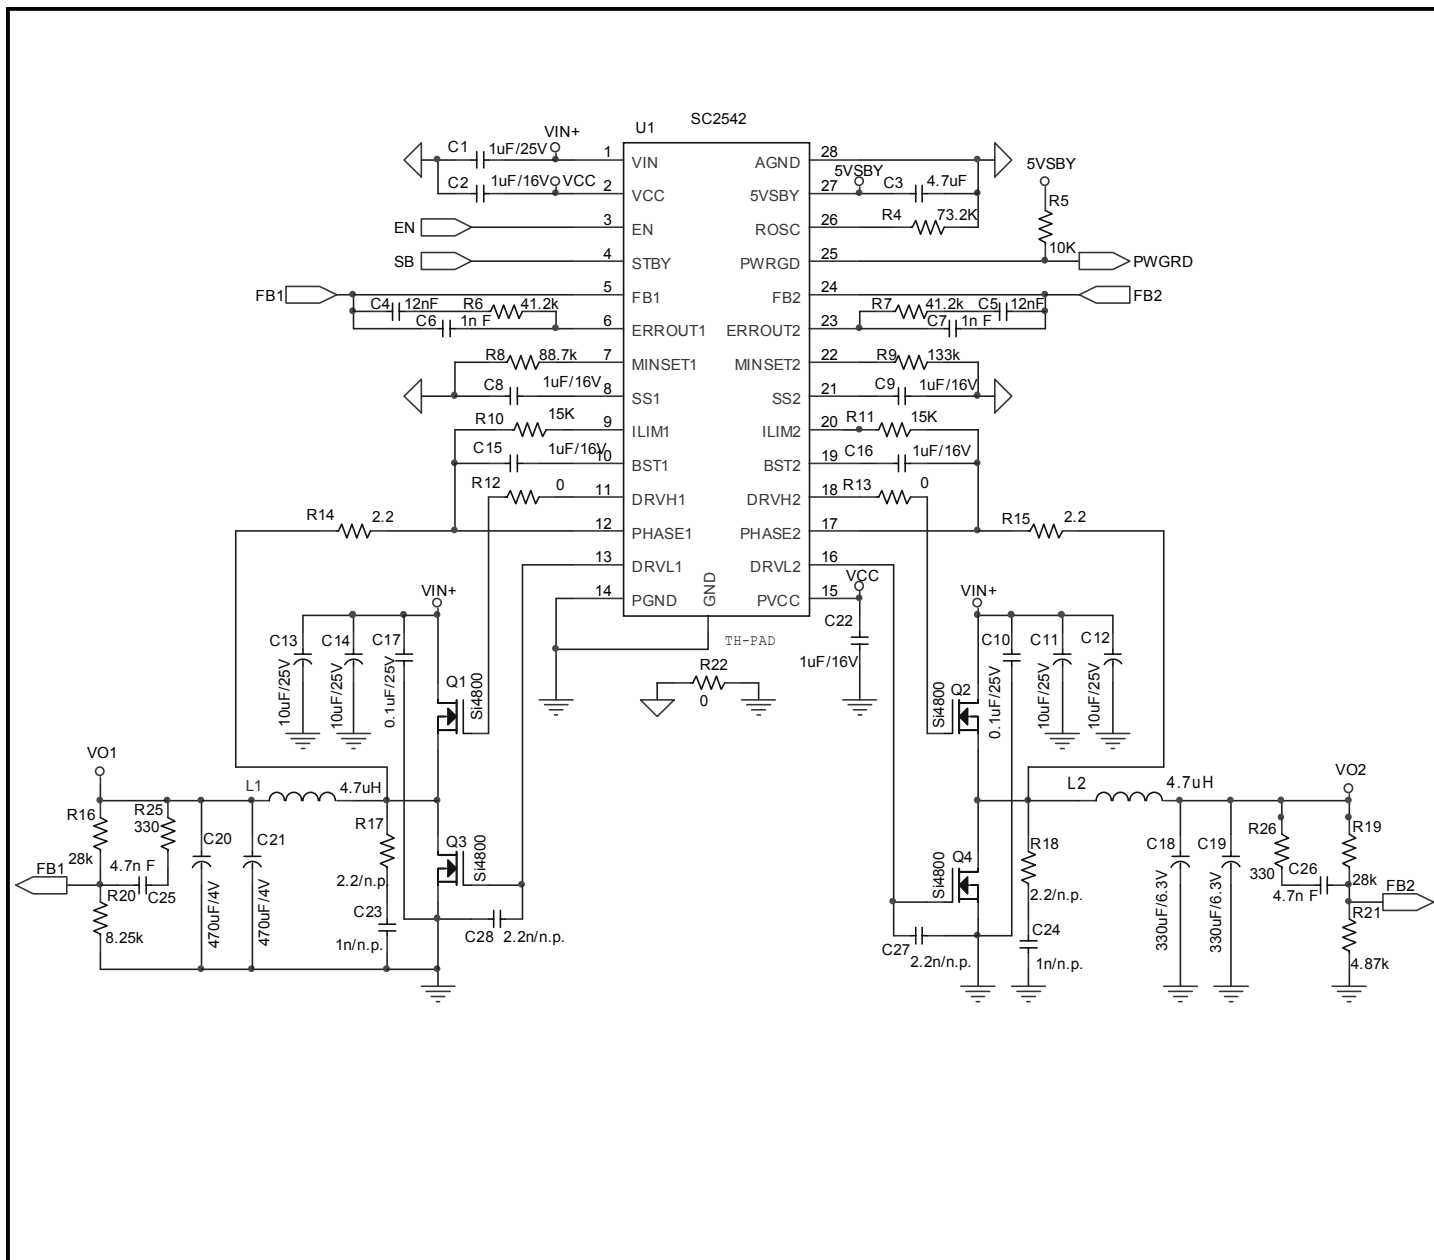 U1
SC2542
C1
1uF/25V
VIN+
1
VIN
C2
1uF/16V
VCC
2
VCC
EN
3
EN
SB
4
STBY
FB1
5
FB1
C4
12nF
R6
41.2k
C6
1n F
6
ERROUT1
R8
88.7k
7
MINSET1
C8
1uF/16V
8
SS1
R10
15K
9
ILIM1
C15
1uF/16V
10
BST1
R12
0
11
DRVH1
R14
2.2
12
PHASE1
13
DRVL1
14
PGND
GND
TH-PAD
AGND
28
5VSBY
27
5VSBY
C3
4.7uF
ROSC
26
R4
73.2K
PWRGD
25
5VSBY
R5
10K
PWGRD
FB2
24
FB2
R7
41.2k
C5
12nF
C7
1n F
ERROUT2
23
MINSET2
22
R9
133k
SS2
21
C9
1uF/16V
ILIM2
20
R11
15K
BST2
19
C16
1uF/16V
DRVH2
18
R13
0
PHASE2
17
R15
2.2
DRVL2
16
PVCC
15
VCC
C22
1uF/16V
R22
0
VIN+
C13
10uF/25V
C14
10uF/25V
C17
0.1uF/25V
Q1
Si4800
VO1
L1
4.7uH
R16
28k
R25
330
C20
470uF/4V
C21
470uF/4V
R17
2.2/n.p.
Q3
Si4800
FB1
4.7n F
C25
R20
8.25k
C23
1n/n.p.
C28
2.2n/n.p.
VIN+
C10
0.1uF/25V
C11
10uF/25V
C12
10uF/25V
Q2
Si4800
L2
4.7uH
VO2
Q4
Si4800
R18
2.2/n.p.
C18
330uF/6.3V
C19
330uF/6.3V
R26
330
R19
28k
C26
4.7n F
FB2
R21
4.87k
C27
2.2n/n.p.
C24
1n/n.p.